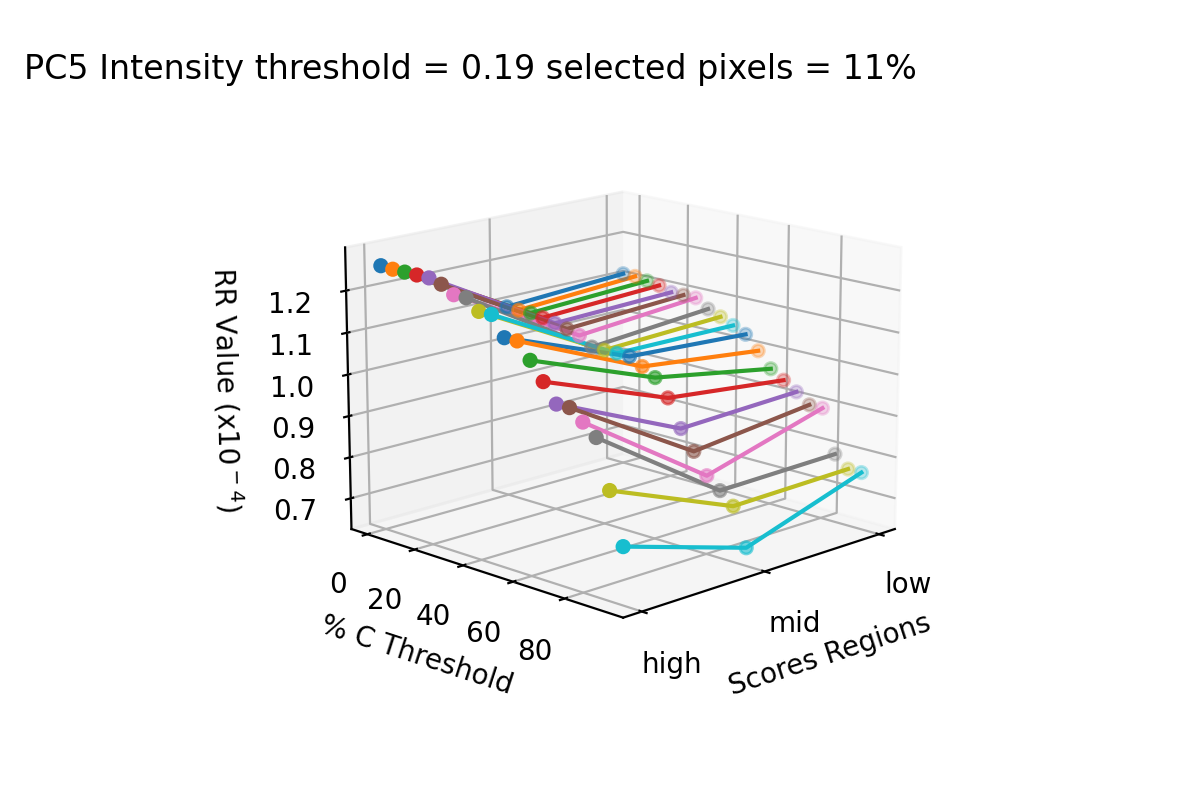 PC5 Intensity threshold = 0.19 selected pixels = 11%
RR Value (x10⁻⁴)
1.2
1.1
1.0
0.9
0.8
0.7
0
20
40
60
80
% C Threshold
high
mid
low
Scores Regions